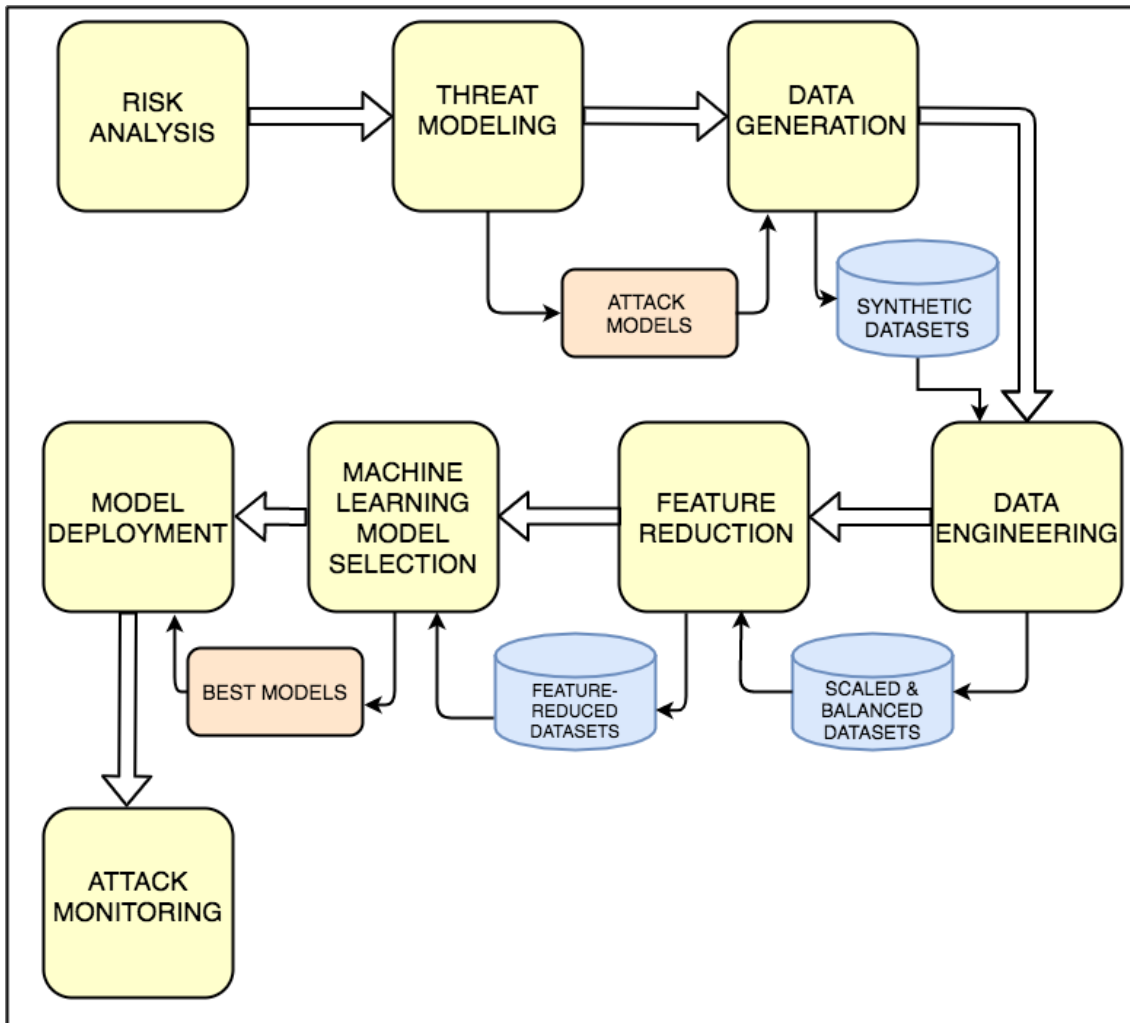 RISK
ANALYSIS
THREAT
MODELING
DATA
GENERATION
ATTACK
MODELS
SYNTHETIC
DATASETS
MODEL
DEPLOYMENT
MACHINE
LEARNING
MODEL
SELECTION
FEATURE
REDUCTION
DATA
ENGINEERING
BEST MODELS
FEATURE-
REDUCED
DATASETS
SCALED &
BALANCED
DATASETS
ATTACK
MONITORING